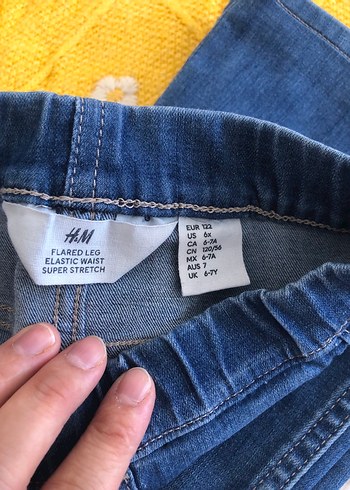 H&M
FLARED LEG
ELASTIC WAIST
SUPER STRETCH
EUR 122
US 6x
CA 6-7A
CN 120/56
MX 6-7A
AUS 7
UK 6-7Y